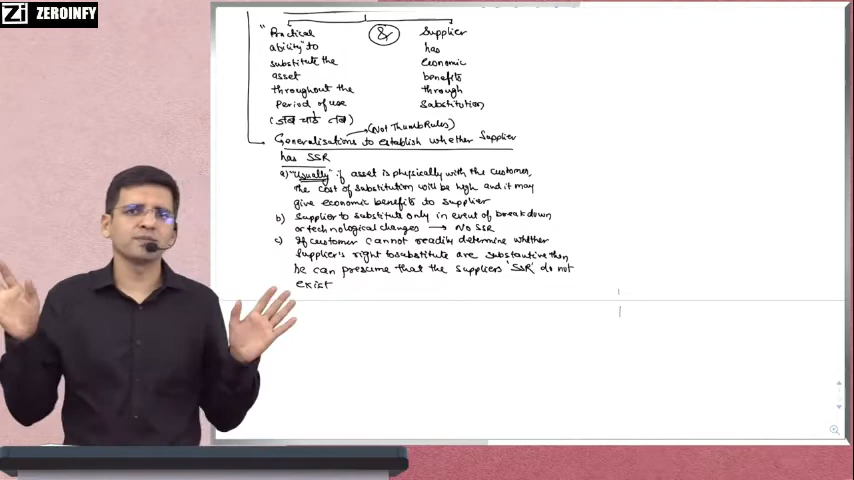 Zi ZEROINFY
"Practical
ability" to
substitute the
asset
throughout the
Period of use
(जब चाहे तब)
&
Supplier
has
economic
benefits
through
Substitution
(Not Thumb Rules)
Generalisations to establish whether Supplier
has SSR
a) "Usually" if asset is physically with the customer,
the cost of substitution will be high and it may
give economic benefits to supplier
b) Supplier to substitute only in event of breakdown
or technological changes → No SSR
c) If customer cannot readily determine whether
Supplier's right to substitute are substantive then
he can presume that the suppliers 'SSR' do not
exist